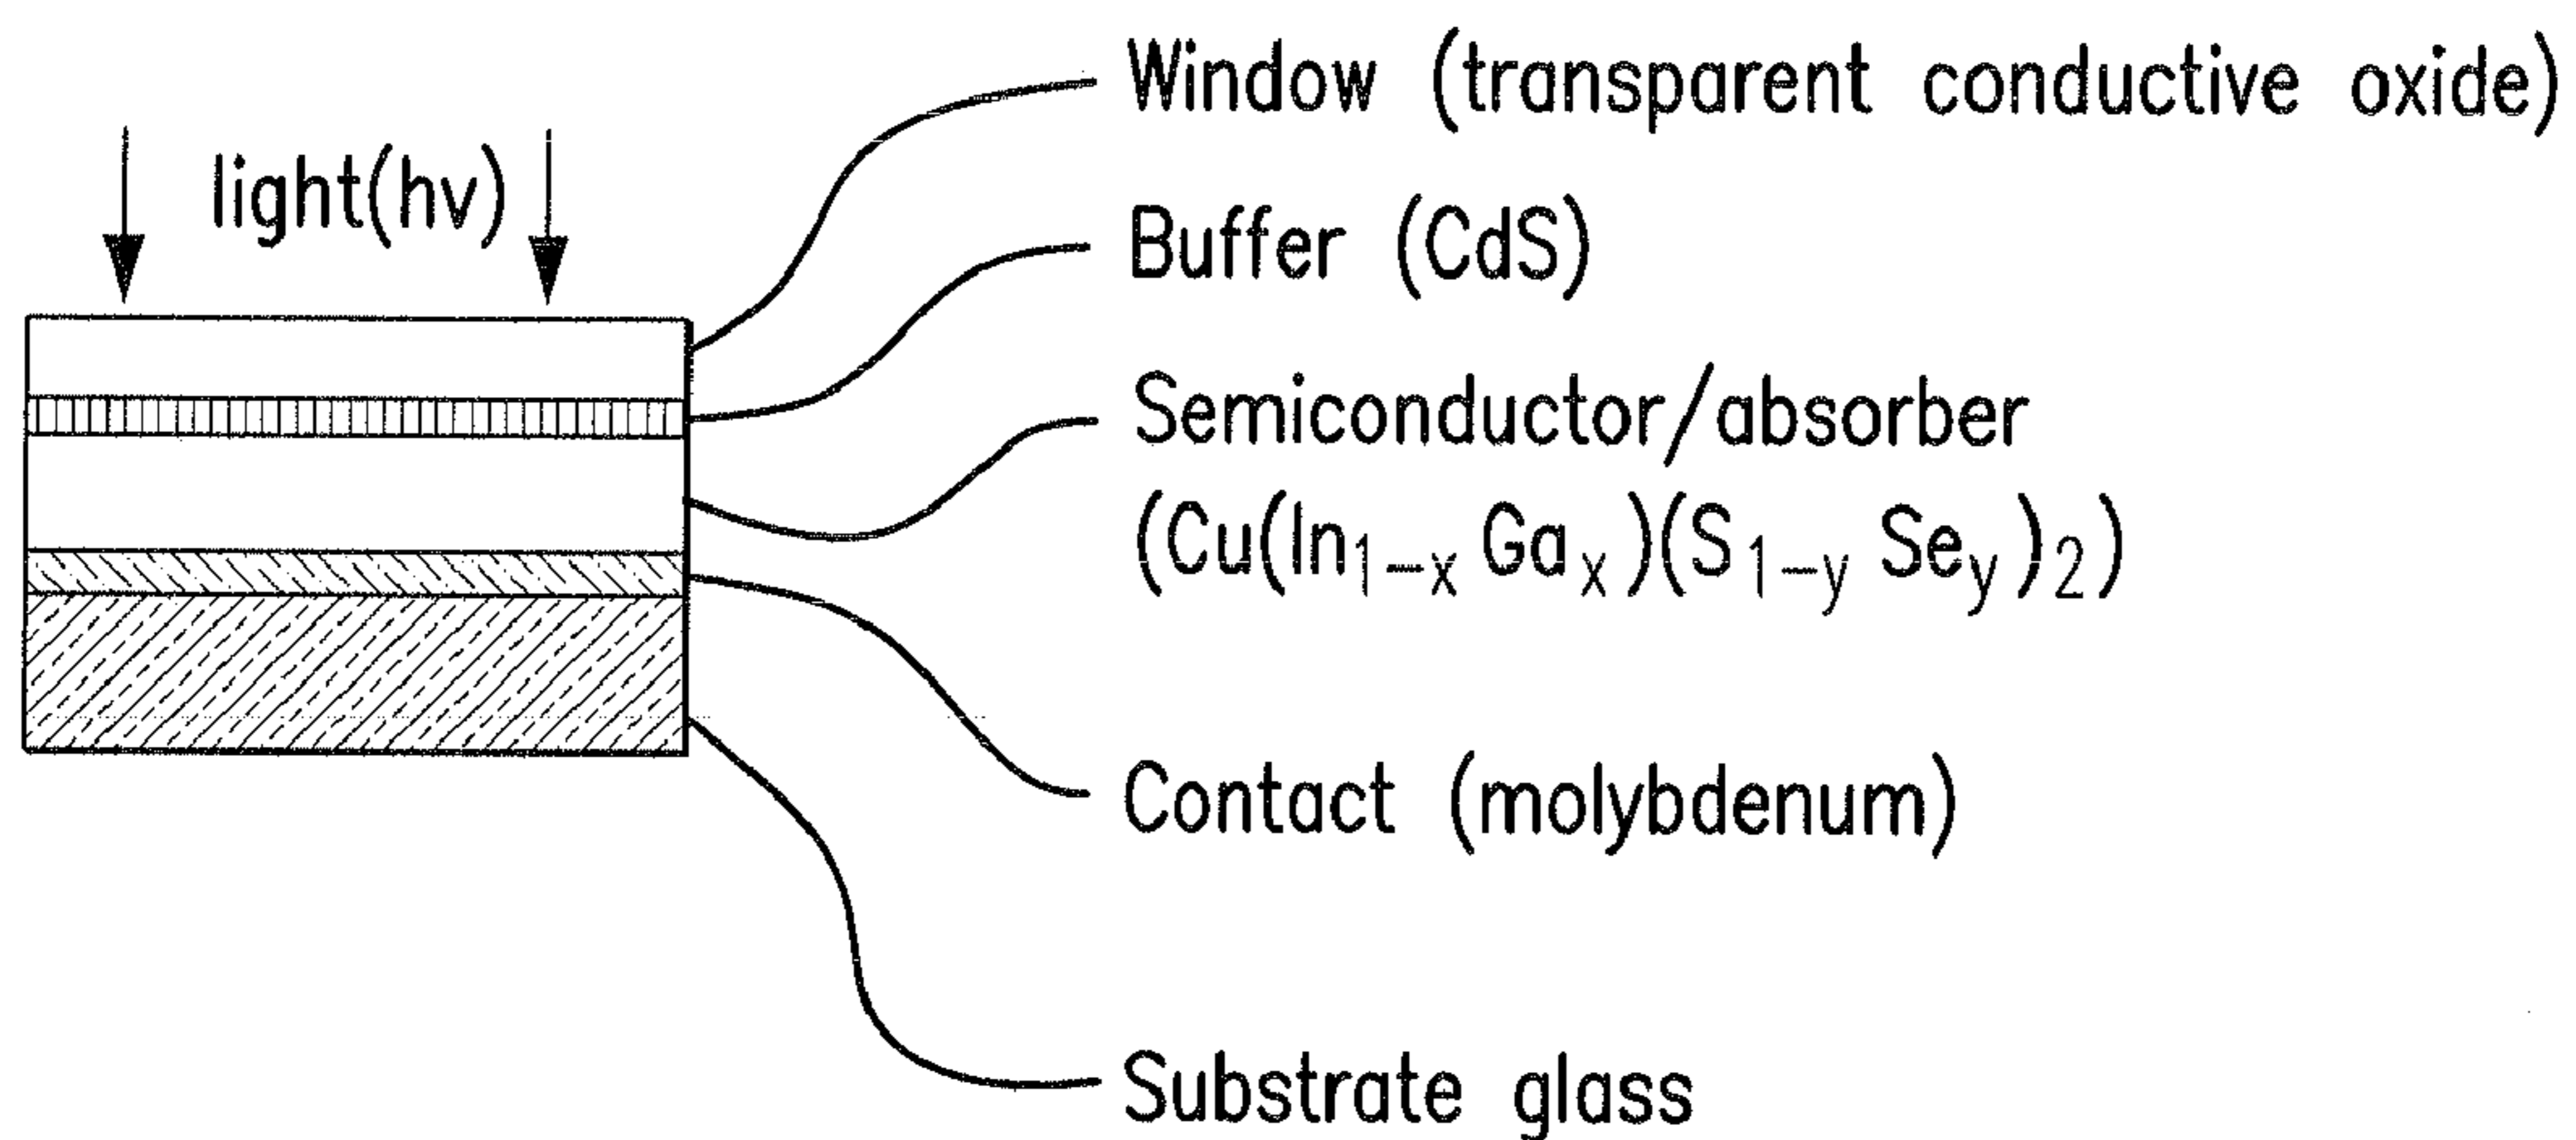 Window (transparent conductive oxide)
light(hv)
Buffer (CdS)
Semiconductor/absorber
(Cu(In₁₋ₓ Gaₓ)(S₁₋y Sey)₂)
Contact (molybdenum)
Substrate glass